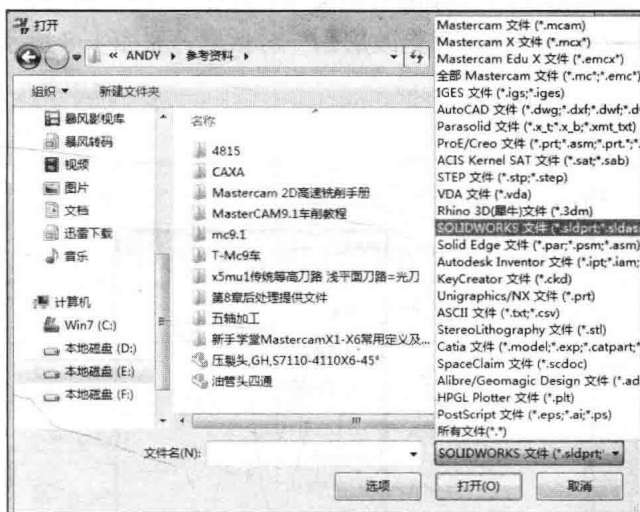 打开
« ANDY ▸ 参考资料 ▸
组织 ▼ 新建文件夹
暴风影视库
暴风转码
视频
图片
文档
迅雷下载
音乐
计算机
Win7 (C:)
本地磁盘 (D:)
本地磁盘 (E:)
本地磁盘 (F:)
名称
4815
CAXA
Mastercam 2D高速铣削手册
MasterCAM9.1车削教程
mc9.1
T-Mc9车
x5mu1传统等高刀路 浅平面刀路=光刀
第8章后处理提供文件
五轴加工
新手学堂MastercamX1-X6常用定义及...
压裂头,GH,S7110-4110X6-45°
油管头四通
Mastercam 文件 (*.mcam)
Mastercam X 文件 (*.mcx*)
Mastercam Edu X 文件 (*.emcx*)
全部 Mastercam 文件 (*.mc*;*.emc*)
IGES 文件 (*.igs;*.iges)
AutoCAD 文件 (*.dwg;*.dxf;*.dwf;*.d
Parasolid 文件 (*.x_t;*.x_b;*.xmt_txt)
ProE/Creo 文件 (*.prt;*.asm;*.prt.*;*.
ACIS Kernel SAT 文件 (*.sat;*.sab)
STEP 文件 (*.stp;*.step)
VDA 文件 (*.vda)
Rhino 3D(犀牛)文件 (*.3dm)
SOLIDWORKS 文件 (*.sldprt;*.sldas
Solid Edge 文件 (*.par;*.psm;*.asm)
Autodesk Inventor 文件 (*.ipt;*.iam;
KeyCreator 文件 (*.ckd)
Unigraphics/NX 文件 (*.prt)
ASCII 文件 (*.txt;*.csv)
StereoLithography 文件 (*.stl)
Catia 文件 (*.model;*.exp;*.catpart;*
SpaceClaim 文件 (*.scdoc)
Alibre/Geomagic Design 文件 (*.ad
HPGL Plotter 文件 (*.plt)
PostScript 文件 (*.eps;*.ai;*.ps)
所有文件(*.*)
文件名(N):
SOLIDWORKS 文件 (*.sldprt;
选项
打开(O)
取消